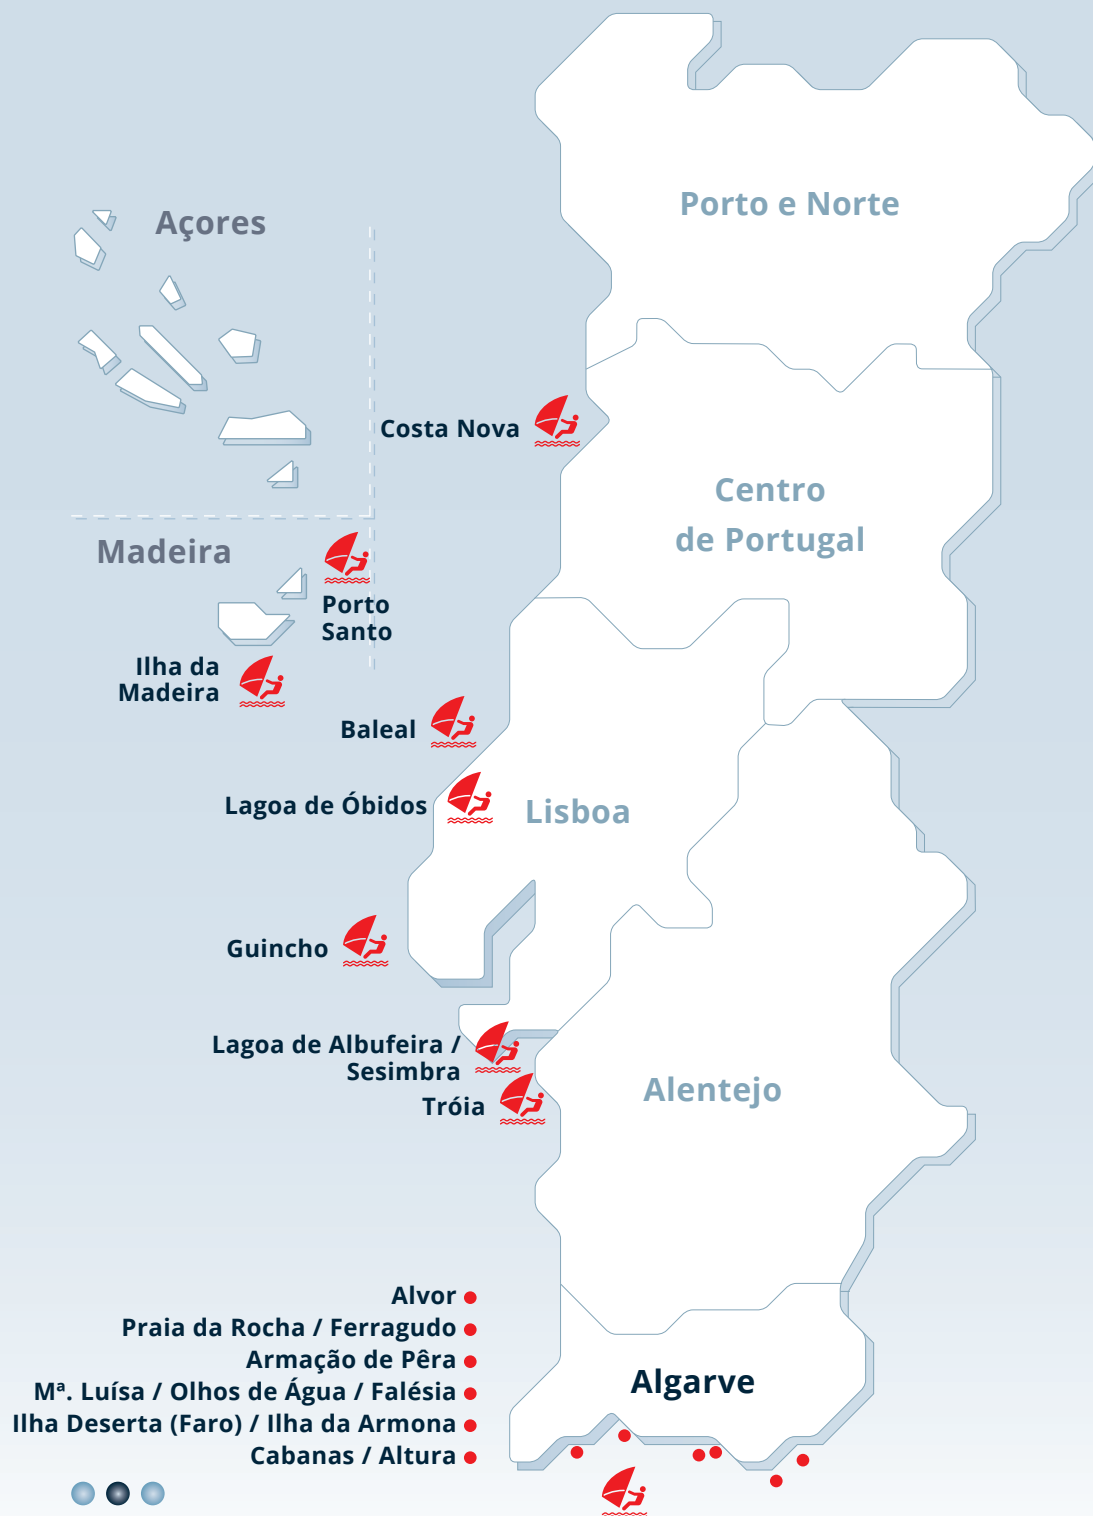 Porto e Norte
Açores
Costa Nova
Centro
de Portugal
Madeira
Porto
Santo
Ilha da
Madeira
Baleal
Lagoa de Óbidos
Lisboa
Guincho
Lagoa de Albufeira /
Sesimbra
Tróia
Alentejo
Alvor
Praia da Rocha / Ferragudo
Armação de Pêra
Mª. Luísa / Olhos de Água / Falésia
Ilha Deserta (Faro) / Ilha da Armona
Cabanas / Altura
Algarve